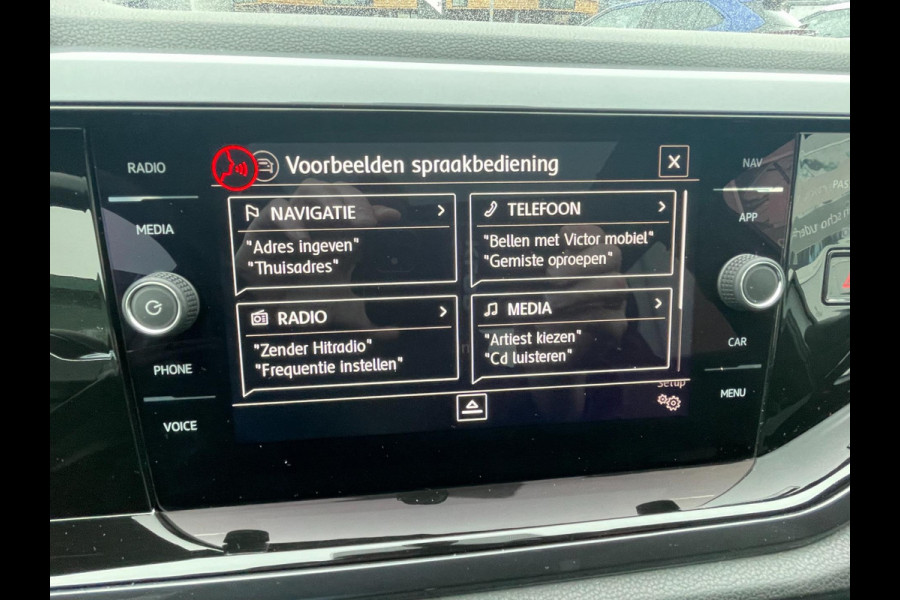 RADIO
MEDIA
PHONE
VOICE
Voorbeelden spraakbediening
X
NAVIGATIE
"Adres ingeven"
"Thuisadres"
TELEFOON
"Bellen met Victor mobiel"
"Gemiste oproepen"
RADIO
"Zender Hitradio"
"Frequentie instellen"
MEDIA
"Artiest kiezen"
"Cd luisteren"
Setup
NAV
APP
CAR
MENU